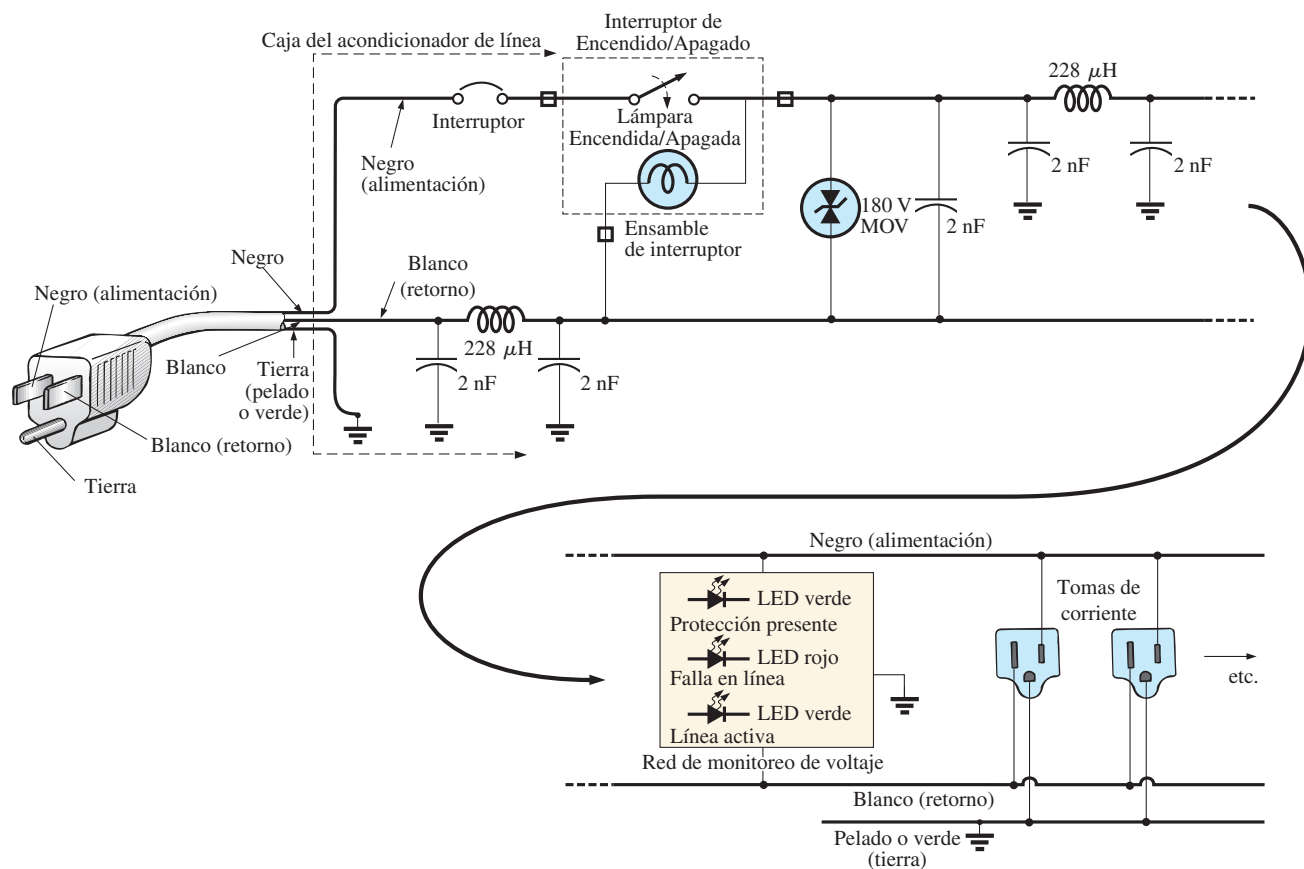 Caja del acondicionador de línea
Interruptor de
Encendido/Apagado
228 μH
Interruptor
Lámpara
Encendida/Apagada
Negro
(alimentación)
2 nF
2 nF
180 V
MOV
2 nF
Ensamble
de interruptor
Negro
Blanco
(retorno)
Negro (alimentación)
Blanco
Tierra
(pelado
o verde)
228 μH
2 nF
2 nF
Blanco (retorno)
Tierra
Negro (alimentación)
LED verde
Protección presente
LED rojo
Falla en línea
LED verde
Línea activa
Red de monitoreo de voltaje
Tomas de
corriente
etc.
Blanco (retorno)
Pelado o verde
(tierra)